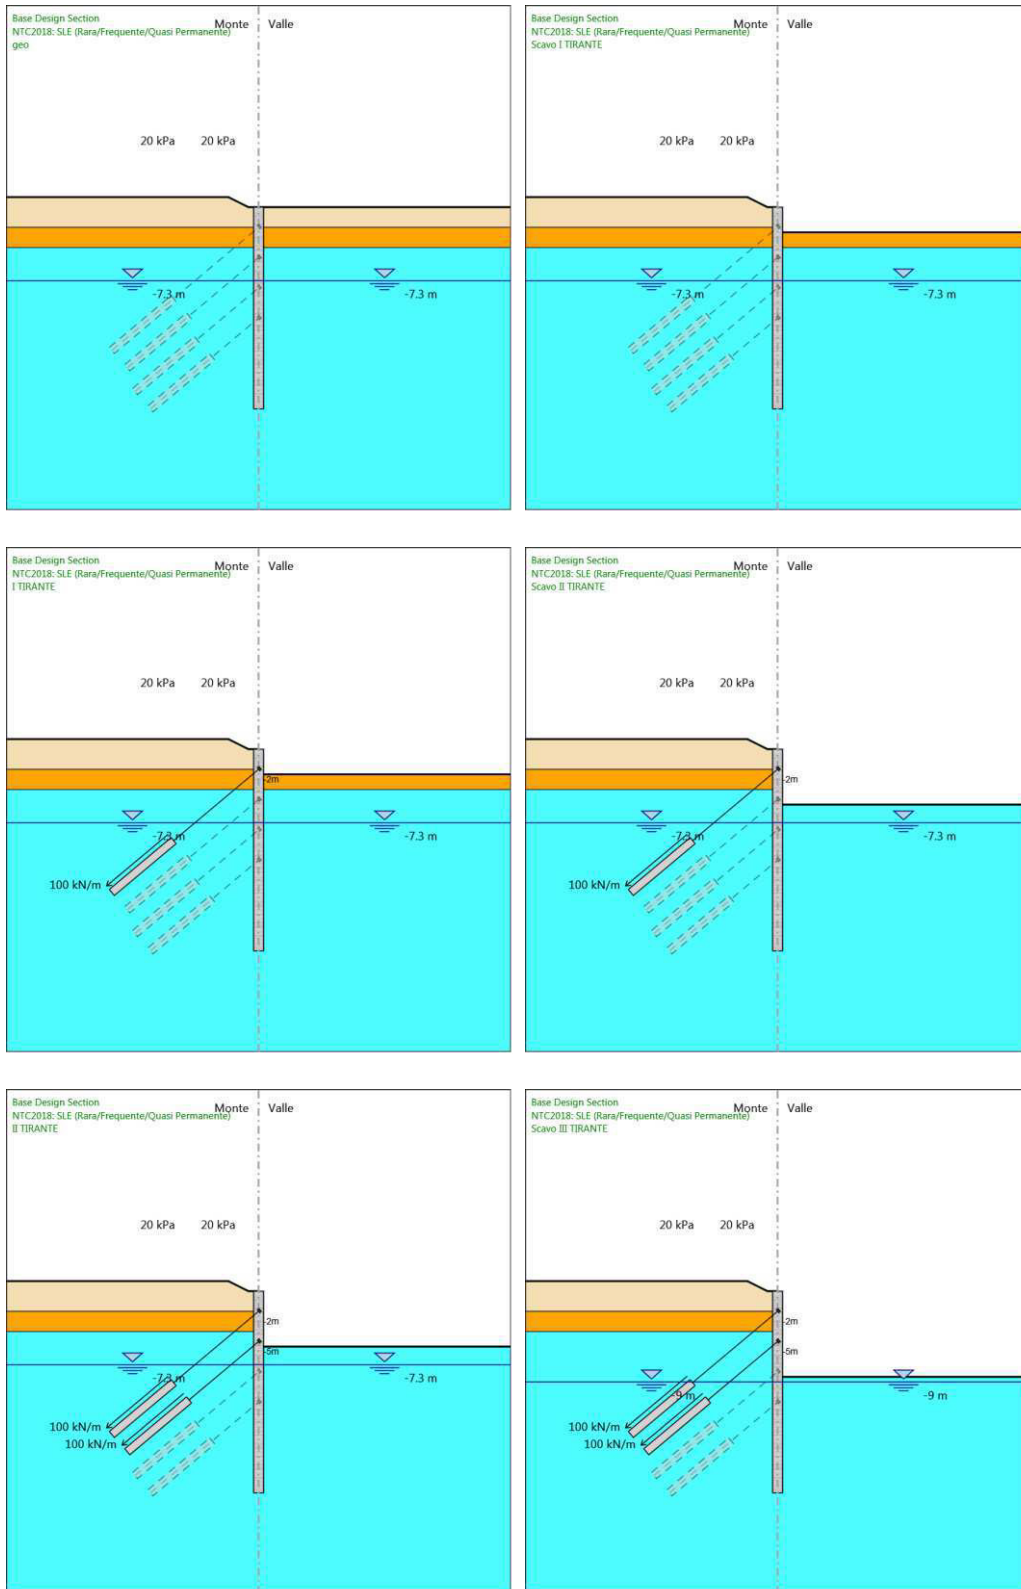 Base Design Section
NTC2018: SLE (Rara/Frequente/Quasi Permanente)
geo
Monte Valle
20 kPa 20 kPa
-7.3 m -7.3 m
Base Design Section
NTC2018: SLE (Rara/Frequente/Quasi Permanente)
Scavo I TIRANTE
Monte Valle
20 kPa 20 kPa
-7.3 m -7.3 m
Base Design Section
NTC2018: SLE (Rara/Frequente/Quasi Permanente)
I TIRANTE
Monte Valle
20 kPa 20 kPa
-2m
-7.3 m -7.3 m
100 kN/m
Base Design Section
NTC2018: SLE (Rara/Frequente/Quasi Permanente)
Scavo II TIRANTE
Monte Valle
20 kPa 20 kPa
-2m
-7.3 m -7.3 m
100 kN/m
Base Design Section
NTC2018: SLE (Rara/Frequente/Quasi Permanente)
II TIRANTE
Monte Valle
20 kPa 20 kPa
-2m
-5m
-7.3 m -7.3 m
100 kN/m
100 kN/m
Base Design Section
NTC2018: SLE (Rara/Frequente/Quasi Permanente)
Scavo III TIRANTE
Monte Valle
20 kPa 20 kPa
-2m
-5m
-9 m -9 m
100 kN/m
100 kN/m